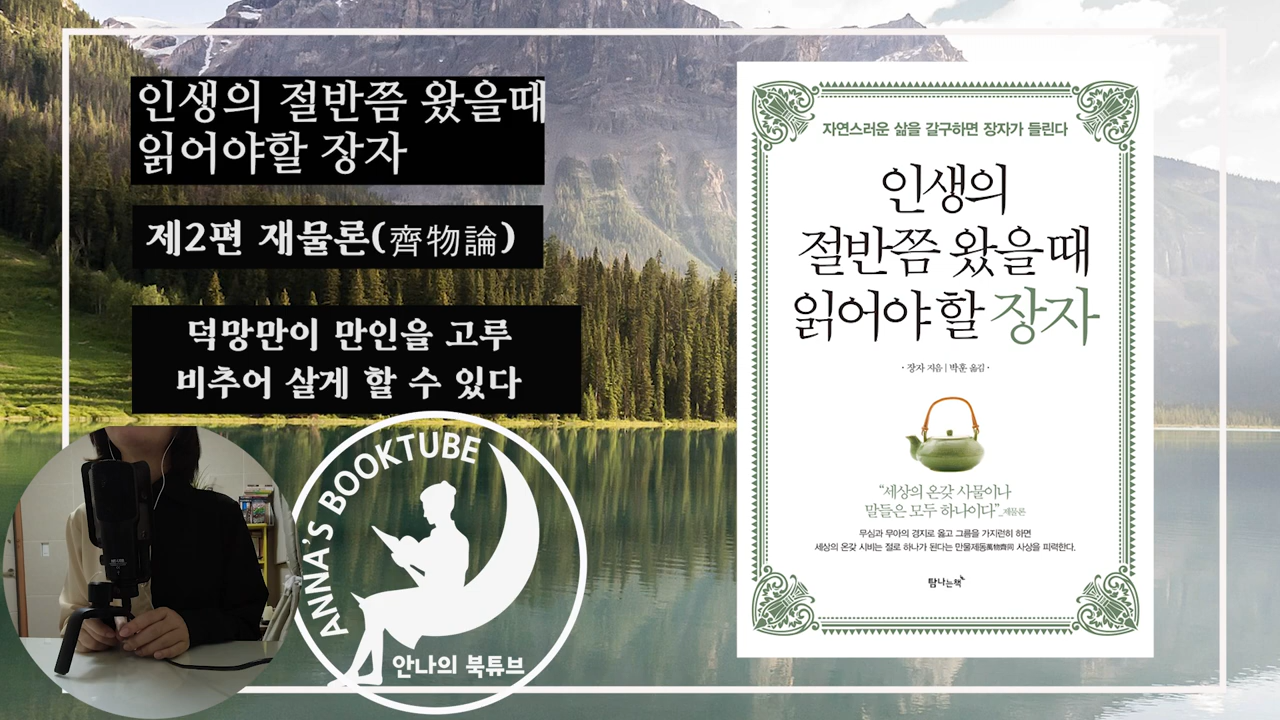 인생의 절반쯤 왔을때
읽어야할 장자
제2편 재물론(齊物論)
덕망만이 만인을 고루
비추어 살게 할 수 있다
ANNA'S BOOKTUBE
안나의 북튜브
자연스러운 삶을 갈구하면 장자가 들린다
인생의
절반쯤 왔을 때
읽어야 할 장자
· 장자 지음 | 박훈 옮김 ·
“세상의 온갖 사물이나
말들은 모두 하나이다”_제물론
무심과 무아의 경지로 옳고 그름을 가지런히 하면
세상의 온갖 시비는 절로 하나가 된다는 만물제동萬物齊同 사상을 피력한다.
탐나는책